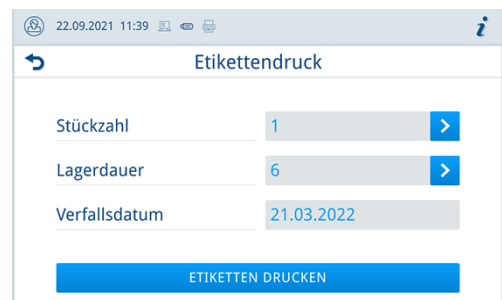 22.09.2021 11:39
i
Etikettendruck
Stückzahl 1
Lagerdauer 6
Verfallsdatum 21.03.2022
ETIKETTEN DRUCKEN